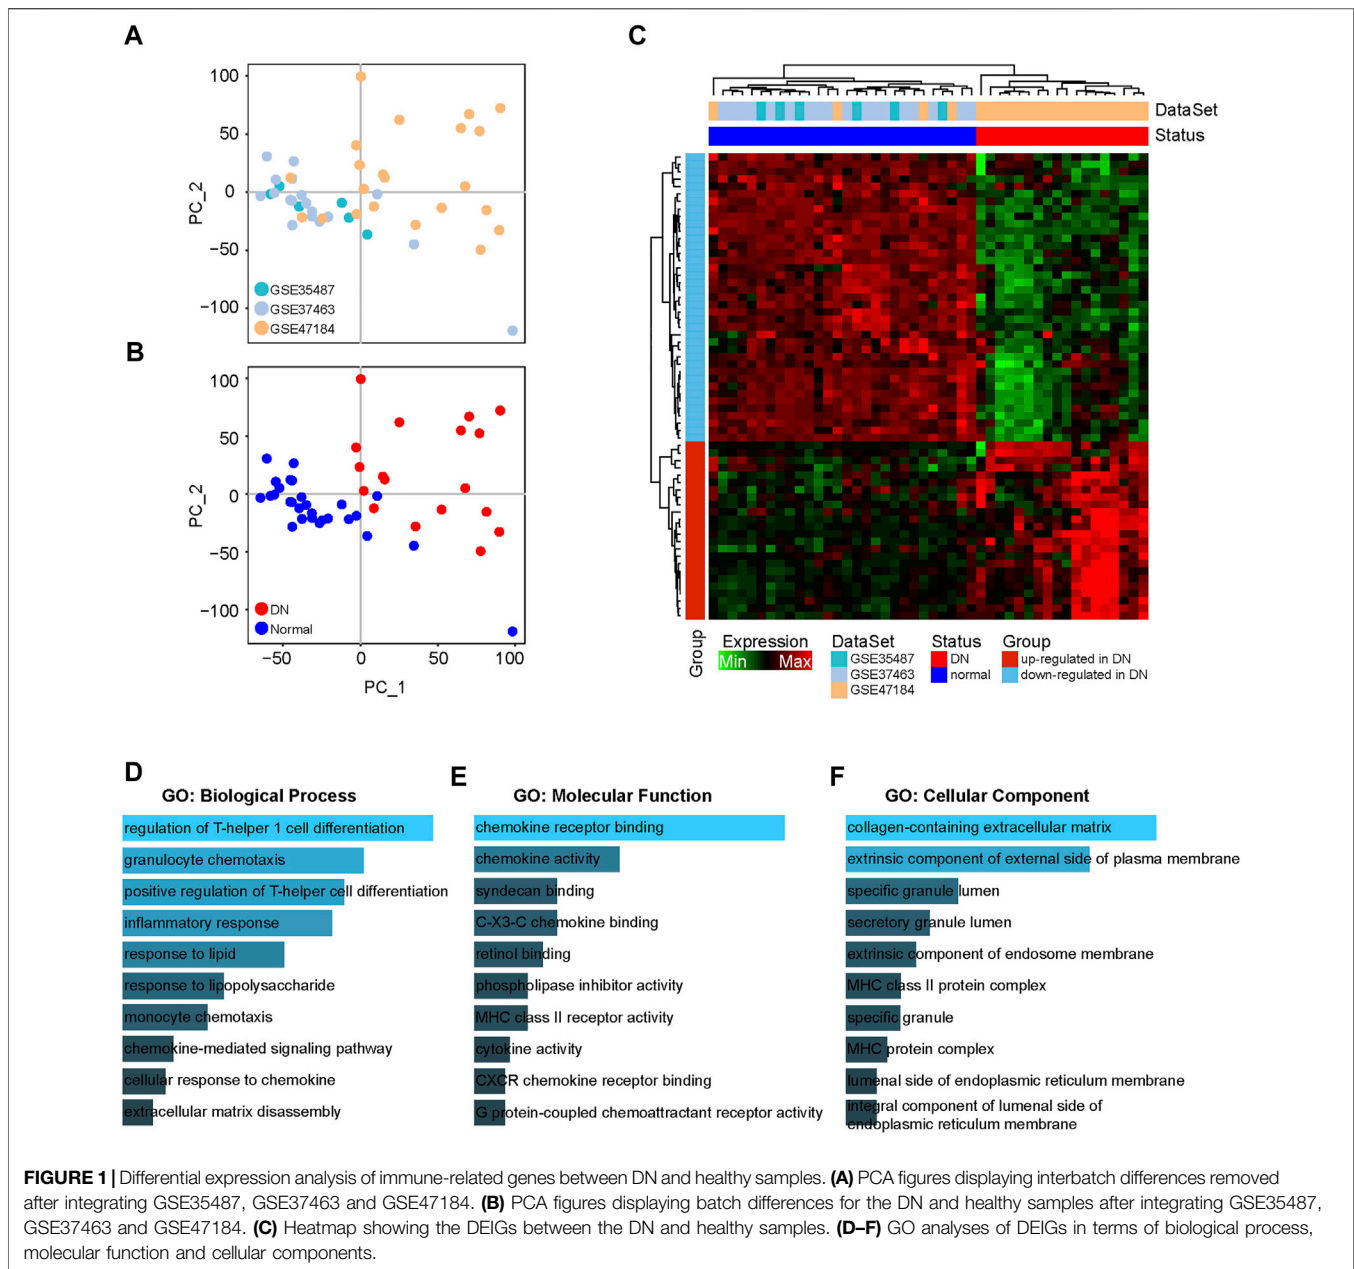 A
100
50
0
−50
−100
PC_2
GSE35487
GSE37463
GSE47184
B
100
50
0
−50
−100
PC_2
DN
Normal
−50
0
50
100
PC_1
C
DataSet
Status
Group
Expression
Min
Max
DataSet
GSE35487
GSE37463
GSE47184
Status
DN
normal
Group
up-regulated in DN
down-regulated in DN
D
GO: Biological Process
regulation of T-helper 1 cell differentiation
granulocyte chemotaxis
positive regulation of T-helper cell differentiation
inflammatory response
response to lipid
response to lipopolysaccharide
monocyte chemotaxis
chemokine-mediated signaling pathway
cellular response to chemokine
extracellular matrix disassembly
E
GO: Molecular Function
chemokine receptor binding
chemokine activity
syndecan binding
C-X3-C chemokine binding
retinol binding
phospholipase inhibitor activity
MHC class II receptor activity
cytokine activity
CXCR chemokine receptor binding
G protein-coupled chemoattractant receptor activity
F
GO: Cellular Component
collagen-containing extracellular matrix
extrinsic component of external side of plasma membrane
specific granule lumen
secretory granule lumen
extrinsic component of endosome membrane
MHC class II protein complex
specific granule
MHC protein complex
lumenal side of endoplasmic reticulum membrane
integral component of lumenal side of
endoplasmic reticulum membrane
FIGURE 1 | Differential expression analysis of immune-related genes between DN and healthy samples. (A) PCA figures displaying interbatch differences removed
after integrating GSE35487, GSE37463 and GSE47184. (B) PCA figures displaying batch differences for the DN and healthy samples after integrating GSE35487,
GSE37463 and GSE47184. (C) Heatmap showing the DEIGs between the DN and healthy samples. (D–F) GO analyses of DEIGs in terms of biological process,
molecular function and cellular components.